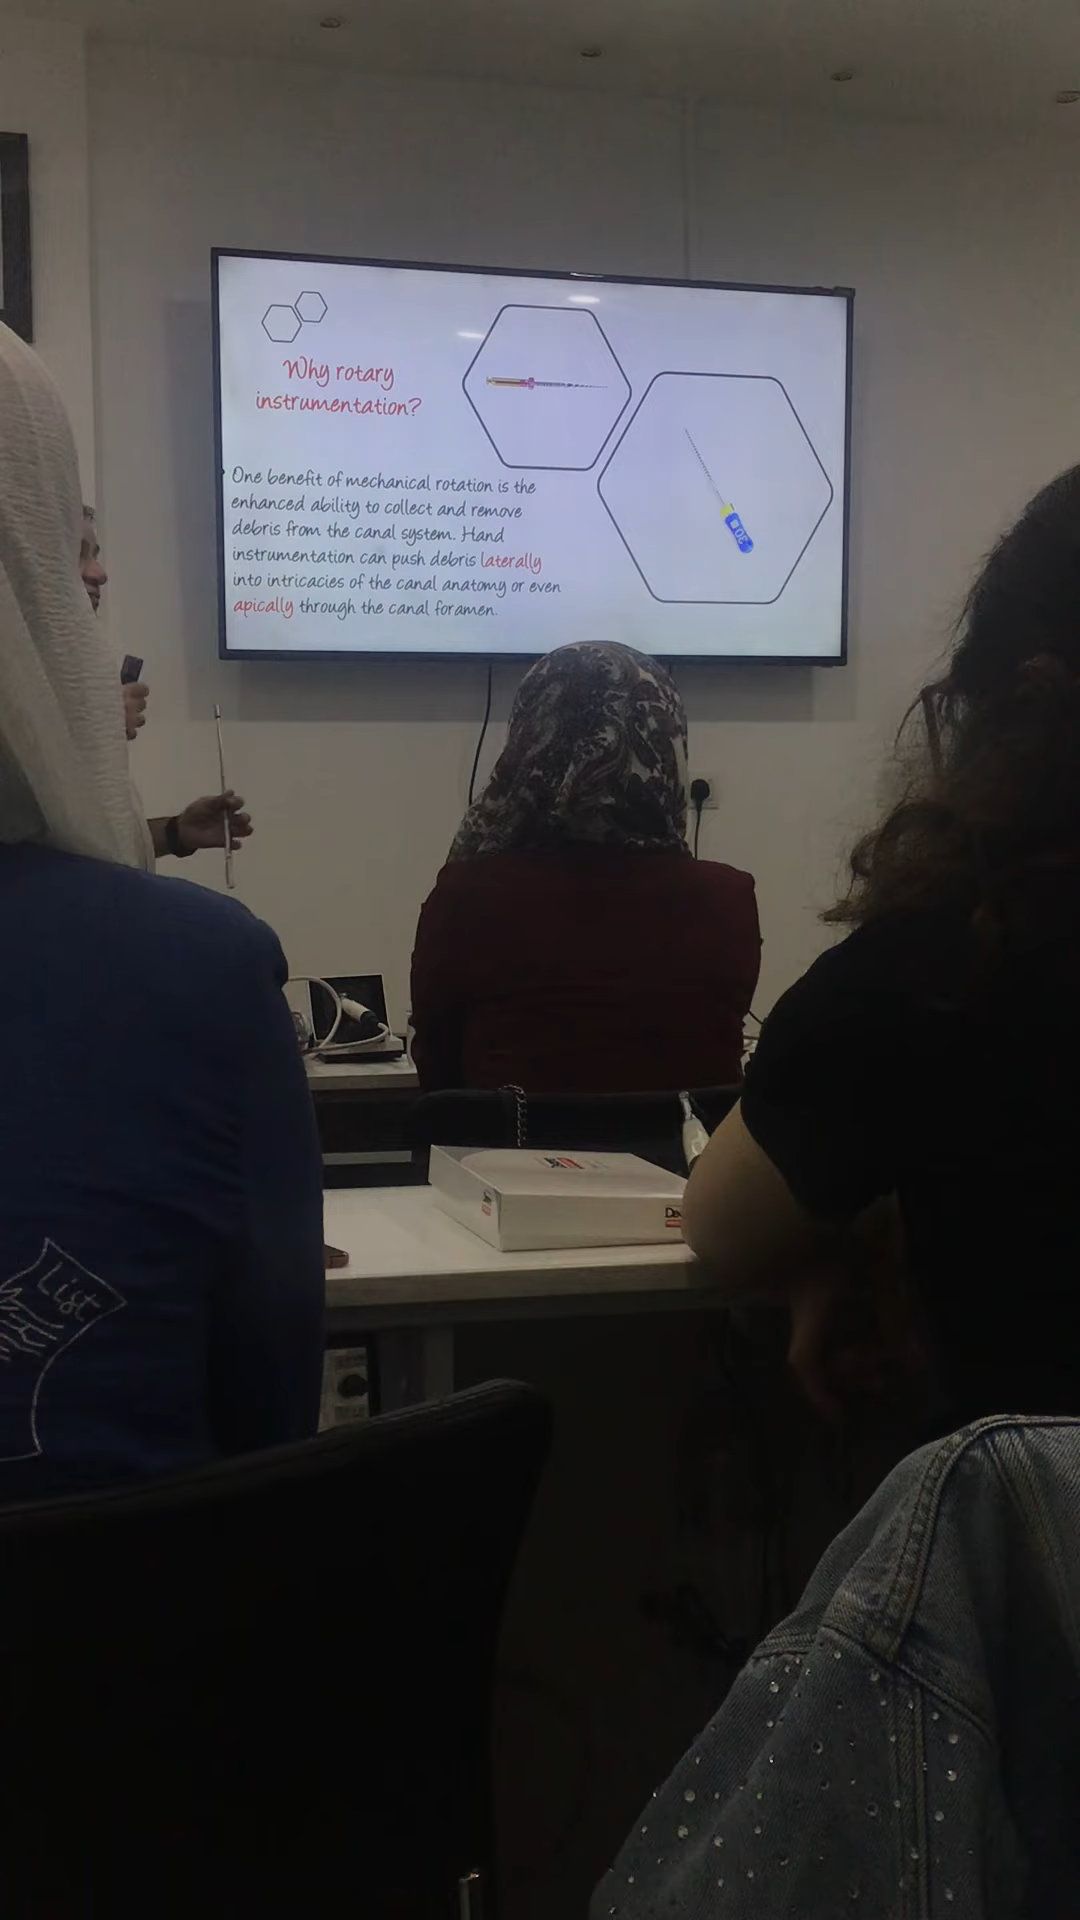 Why rotary
instrumentation?
One benefit of mechanical rotation is the
enhanced ability to collect and remove
debris from the canal system. Hand
instrumentation can push debris laterally
into intricacies of the canal anatomy or even
apically through the canal foramen.
30
List